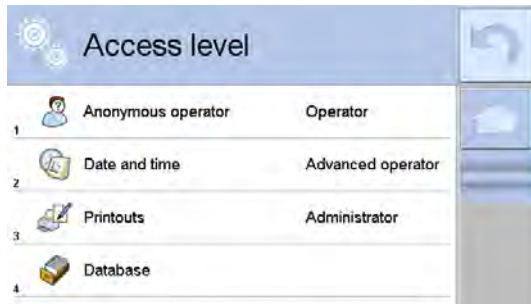 Access level
1 Anonymous operator Operator
2 Date and time Advanced operator
3 Printouts Administrator
4 Database